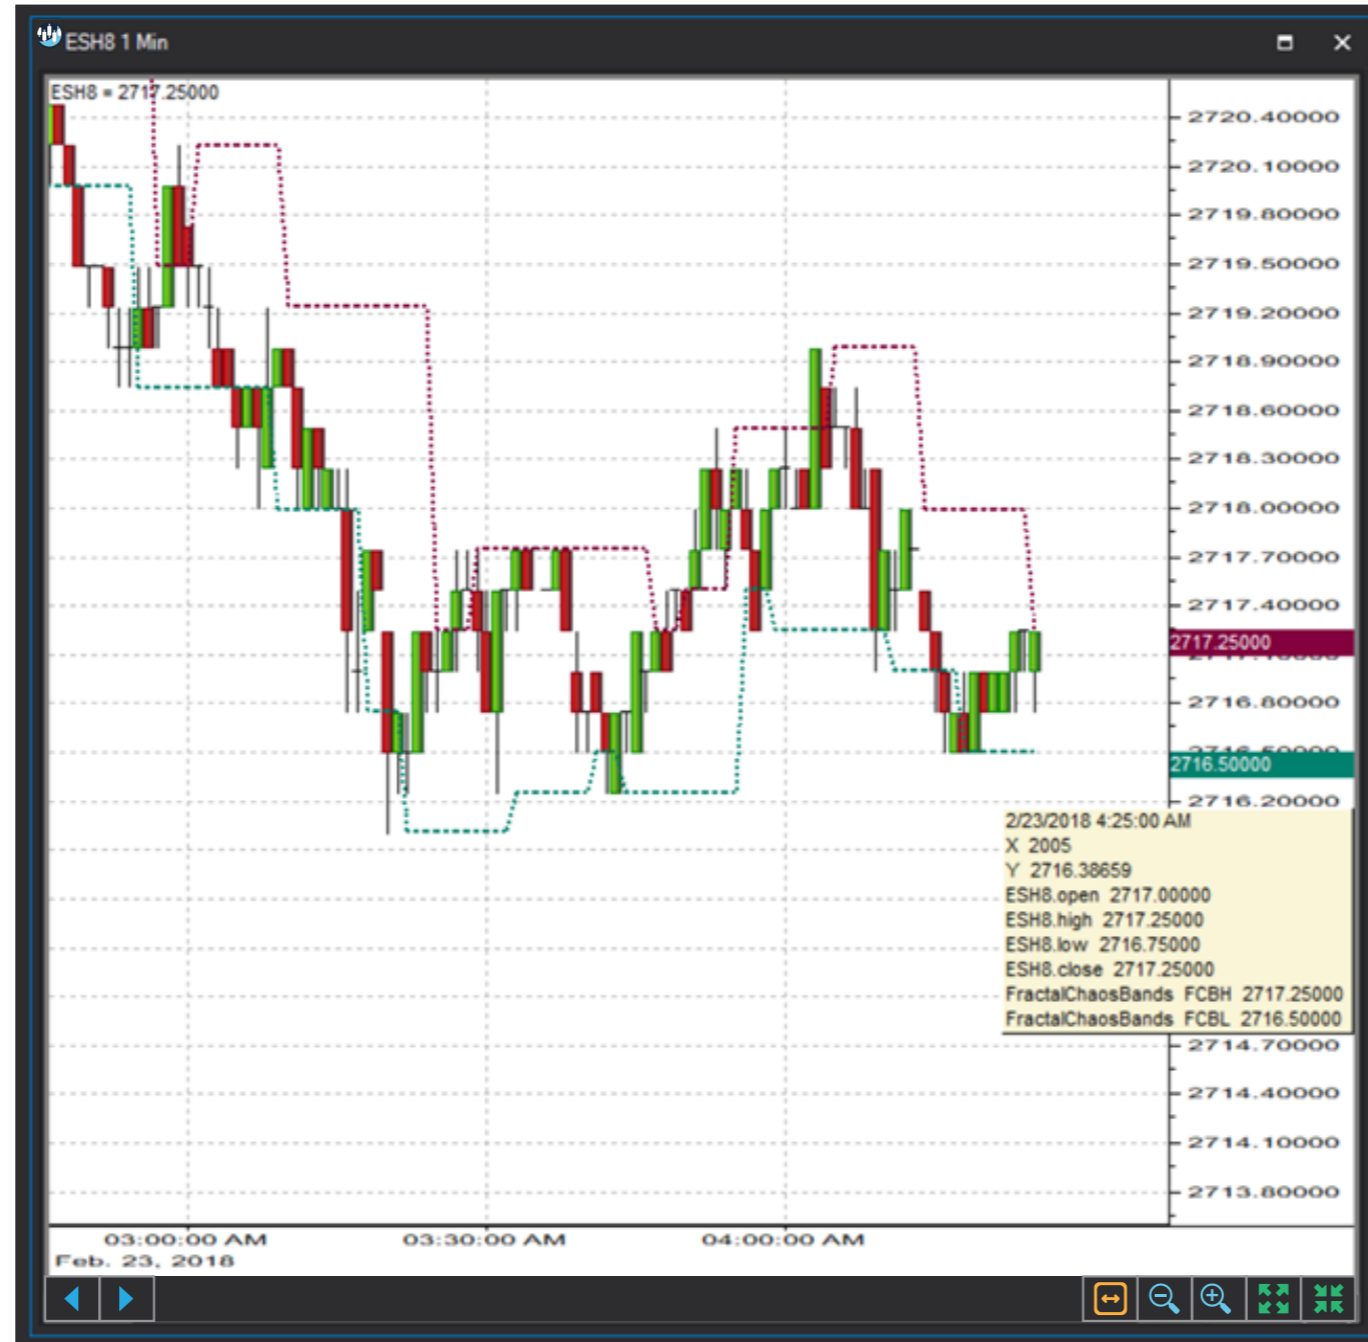 ESH8 1 Min
ESH8 = 2717.25000
2720.40000
2720.10000
2719.80000
2719.50000
2719.20000
2718.90000
2718.60000
2718.30000
2718.00000
2717.70000
2717.40000
2717.25000
2716.80000
2716.50000
2716.20000
2/23/2018 4:25:00 AM
X 2005
Y 2716.38659
ESH8.open 2717.00000
ESH8.high 2717.25000
ESH8.low 2716.75000
ESH8.close 2717.25000
FractalChaosBands FCBH 2717.25000
FractalChaosBands FCBL 2716.50000
2714.70000
2714.40000
2714.10000
2713.80000
03:00:00 AM 03:30:00 AM 04:00:00 AM
Feb. 23, 2018